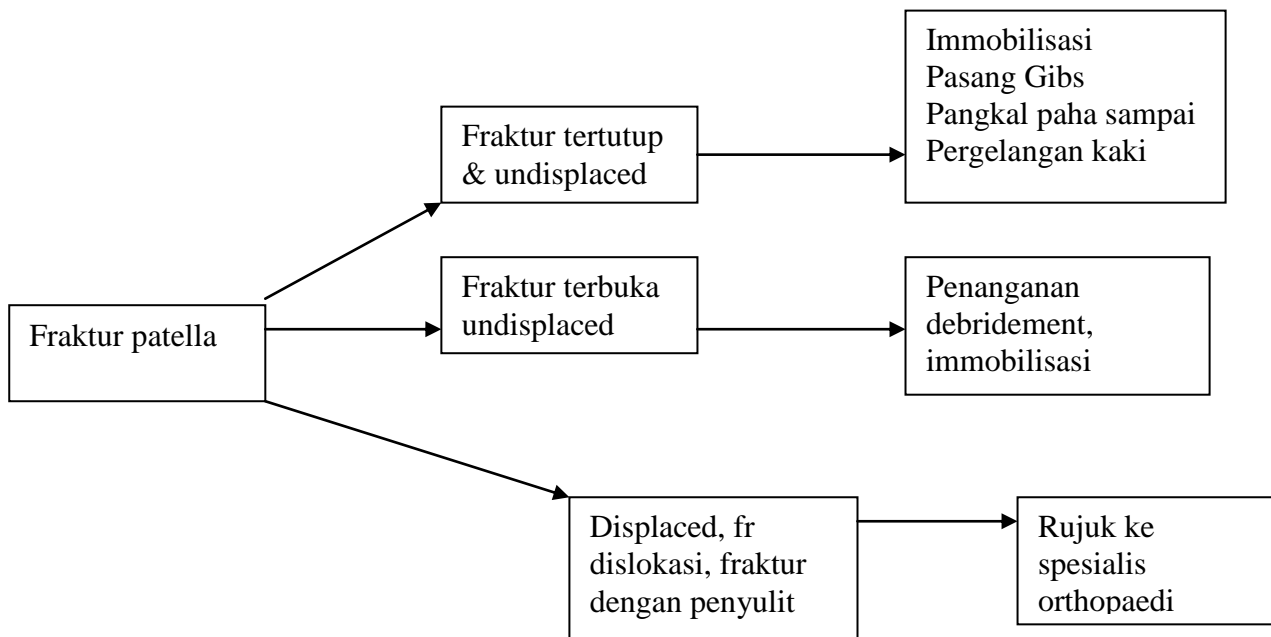 Fraktur patella
Fraktur tertutup
& undisplaced
Immobilisasi
Pasang Gibs
Pangkal paha sampai
Pergelangan kaki
Fraktur terbuka
undisplaced
Penanganan
debridement,
immobilisasi
Displaced, fr
dislokasi, fraktur
dengan penyulit
Rujuk ke
spesialis
orthopaedi